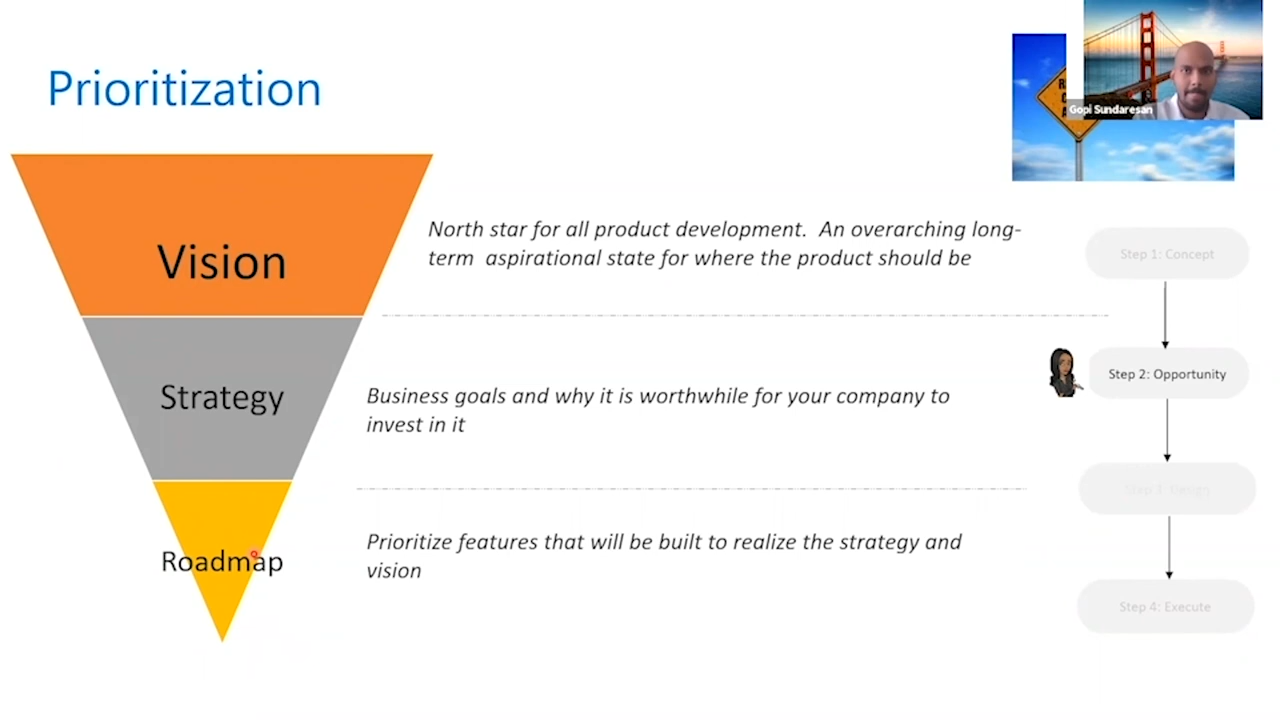 Prioritization
Gopi Sundaresan
Vision
North star for all product development. An overarching long-
term aspirational state for where the product should be
Step 1: Concept
Step 2: Opportunity
Strategy
Business goals and why it is worthwhile for your company to
invest in it
Step 3: Design
Roadmap
Prioritize features that will be built to realize the strategy and
vision
Step 4: Execute